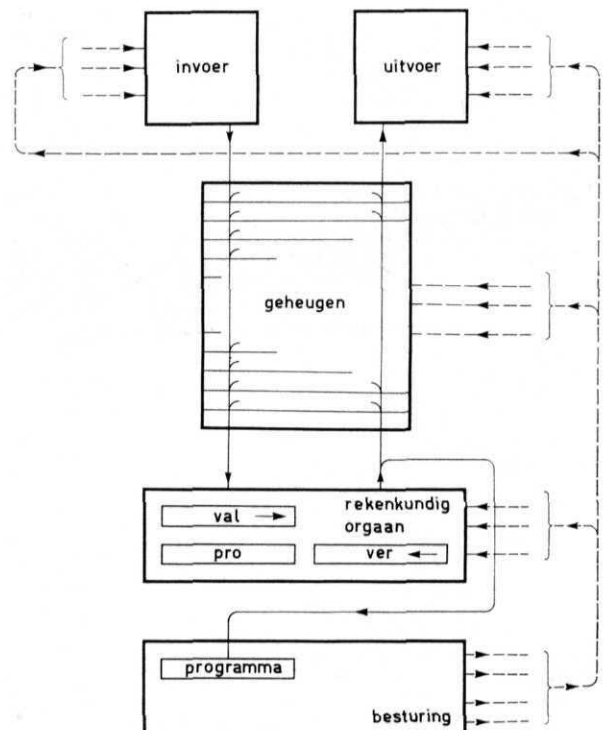 invoer
uitvoer
geheugen
rekenkundig
orgaan
val
pro
ver
programma
besturing